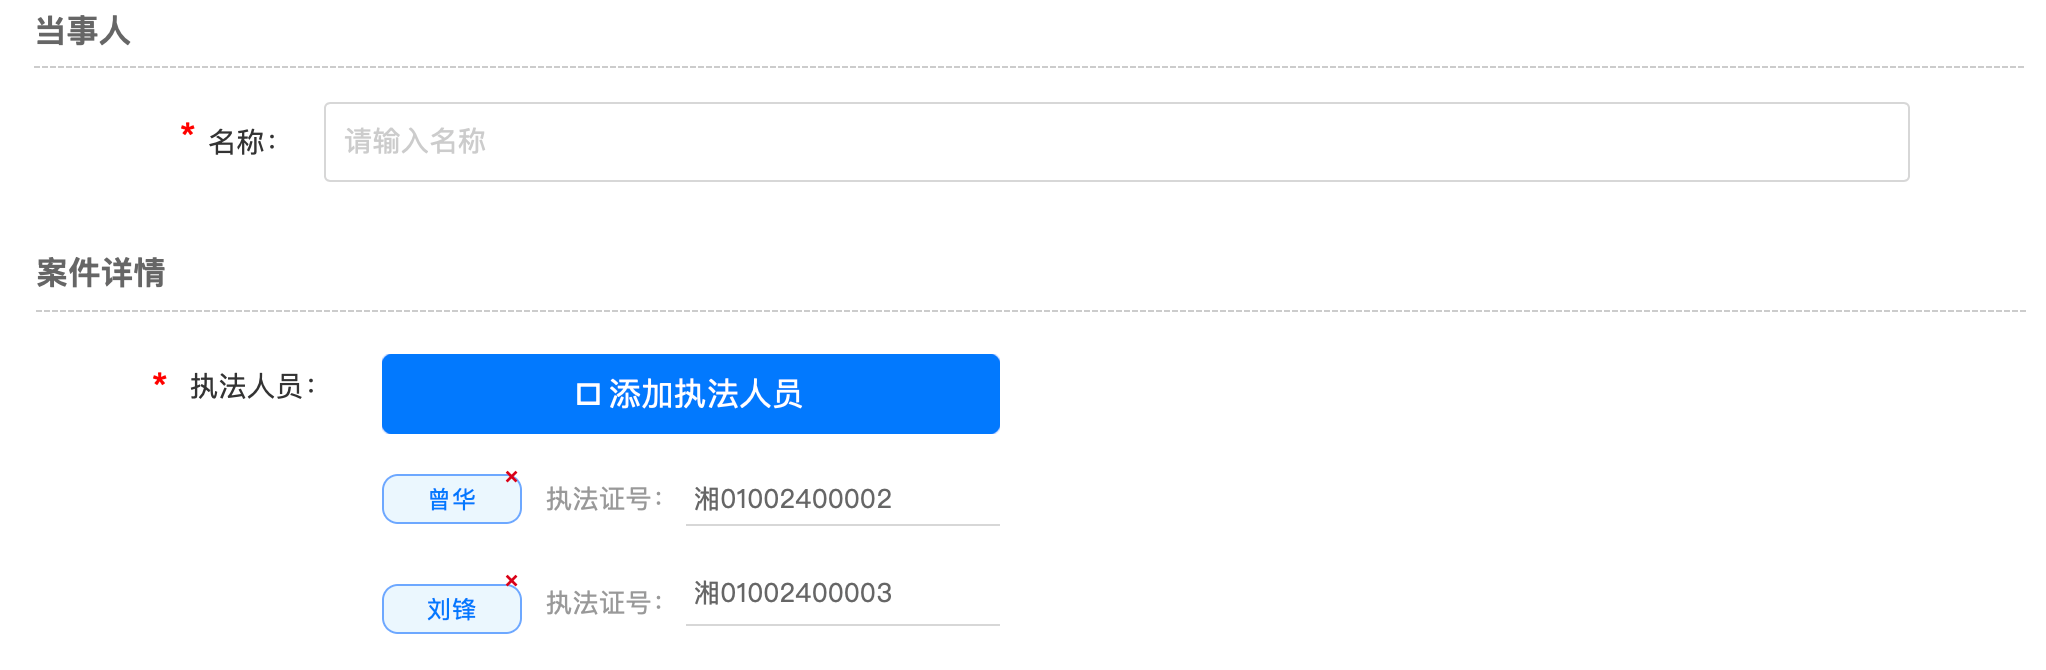 当事人
* 名称：
请输入名称
案件详情
* 执法人员：
添加执法人员
曾华 × 执法证号： 湘01002400002
刘锋 × 执法证号： 湘01002400003